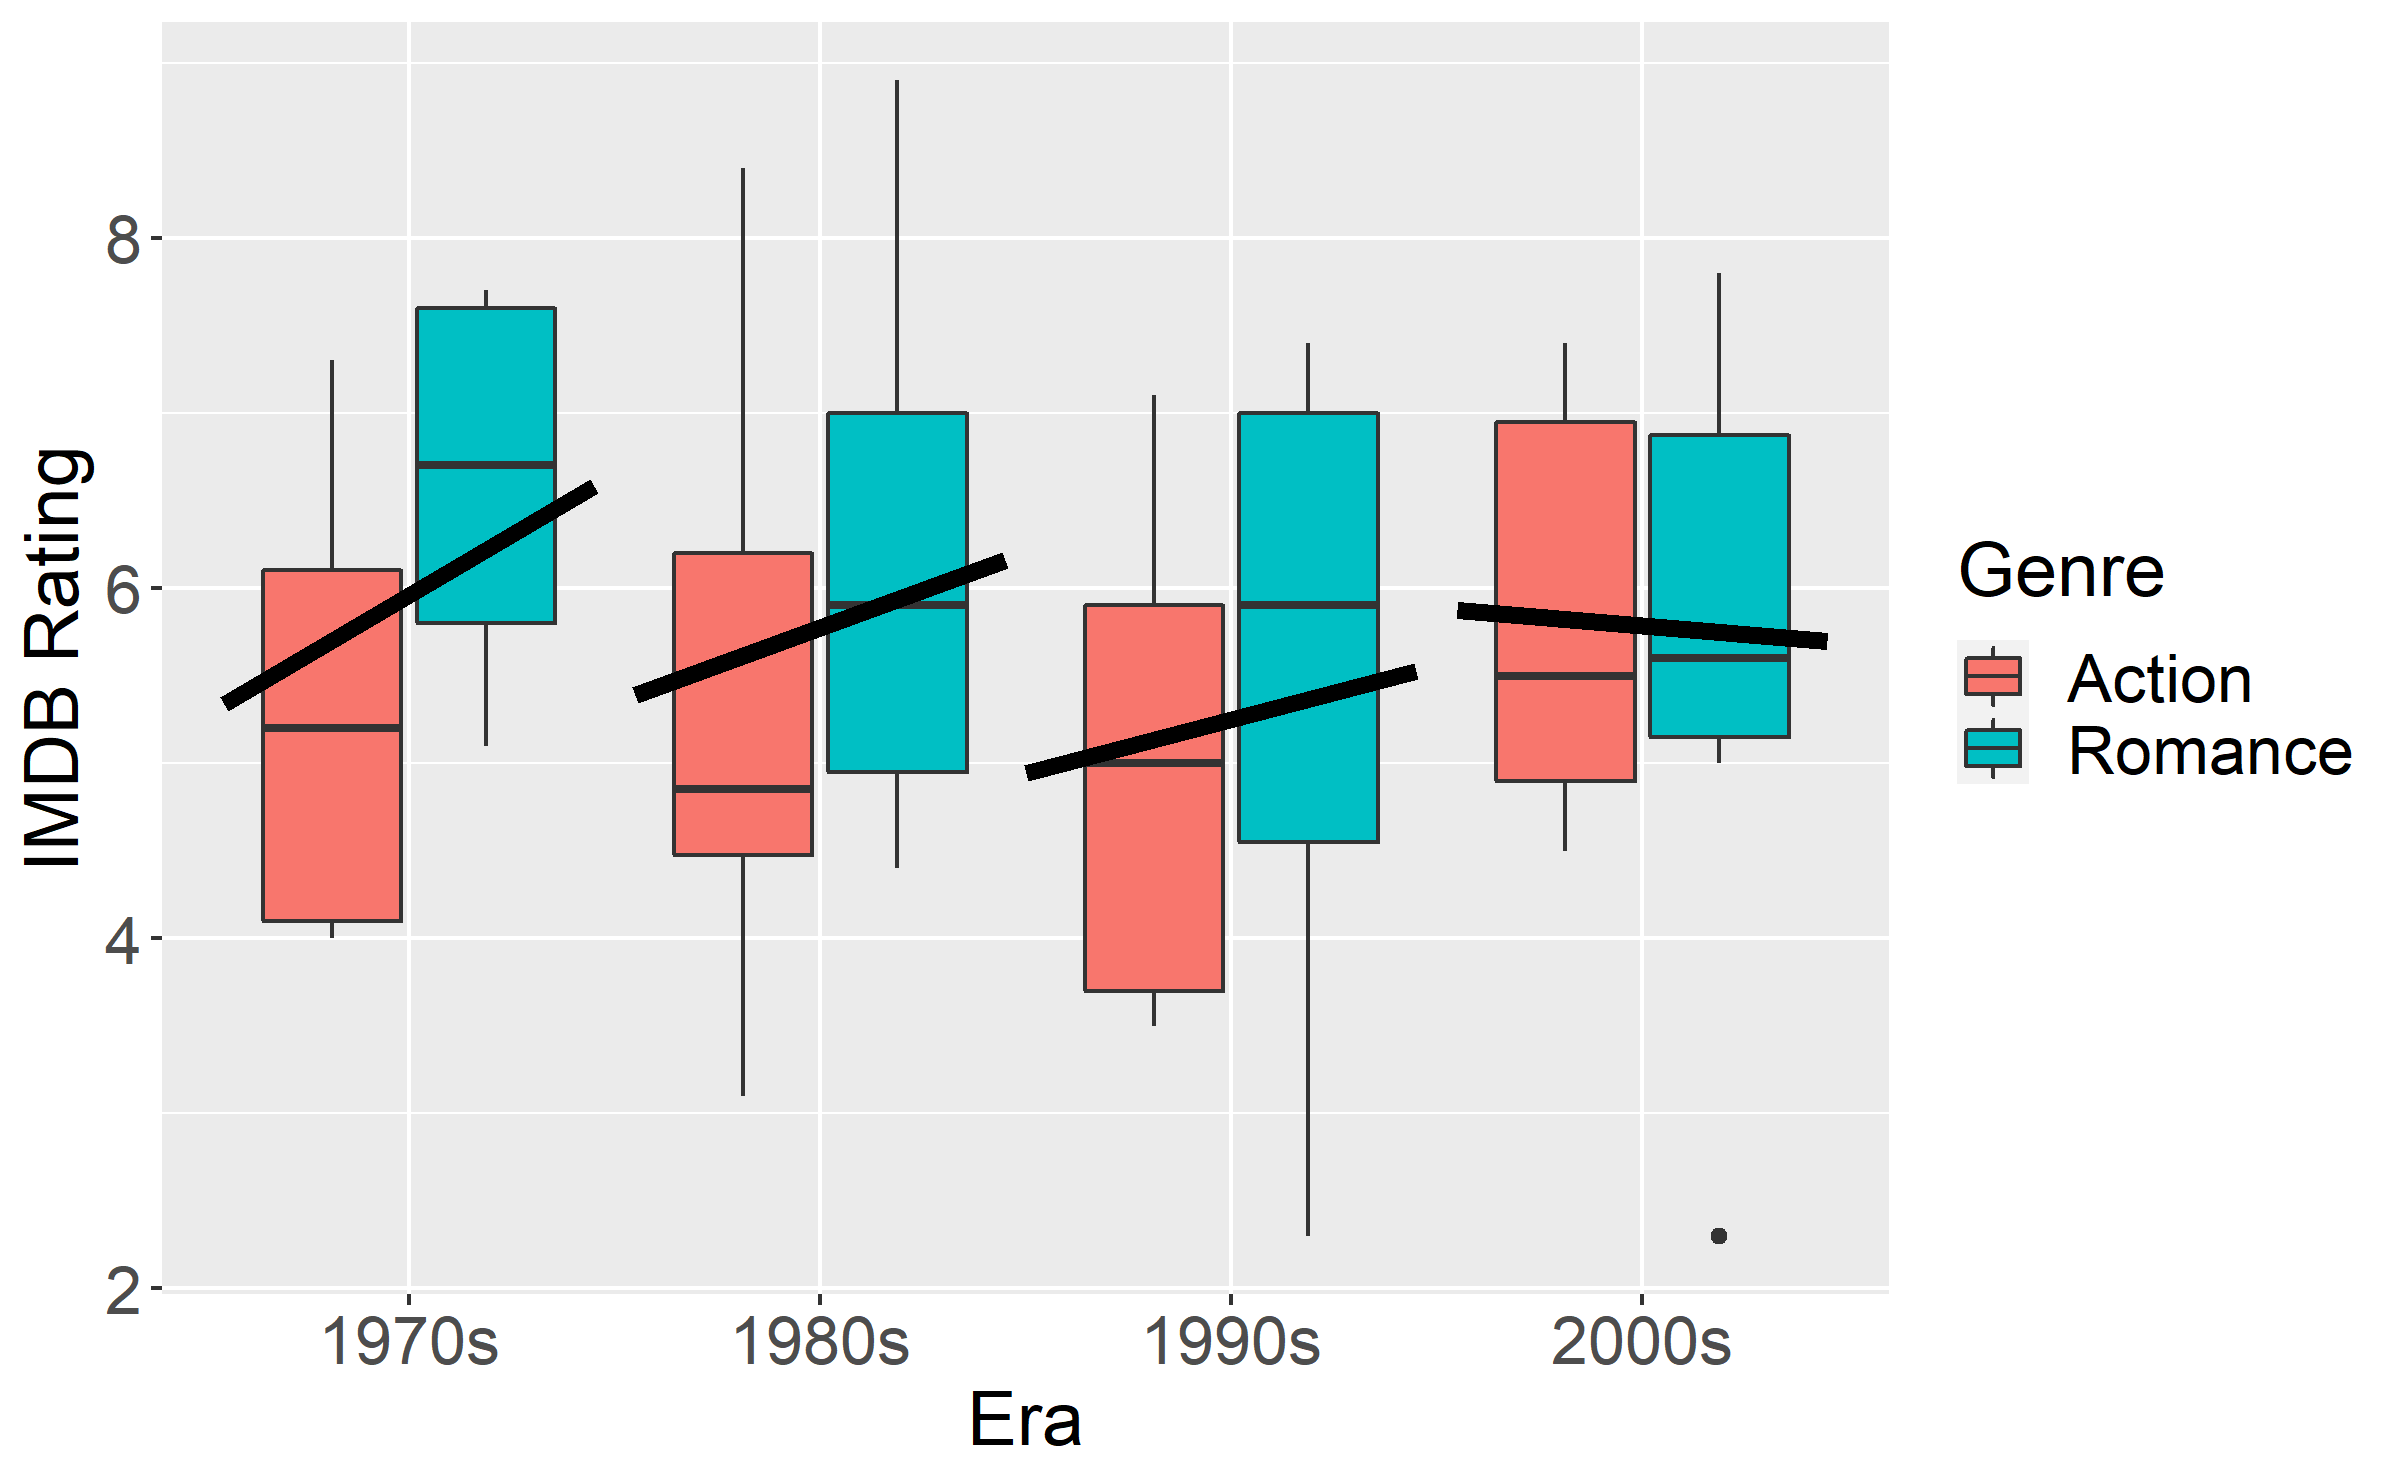 IMDB Rating
8
6
4
2
1970s 1980s 1990s 2000s
Era
Genre
Action
Romance